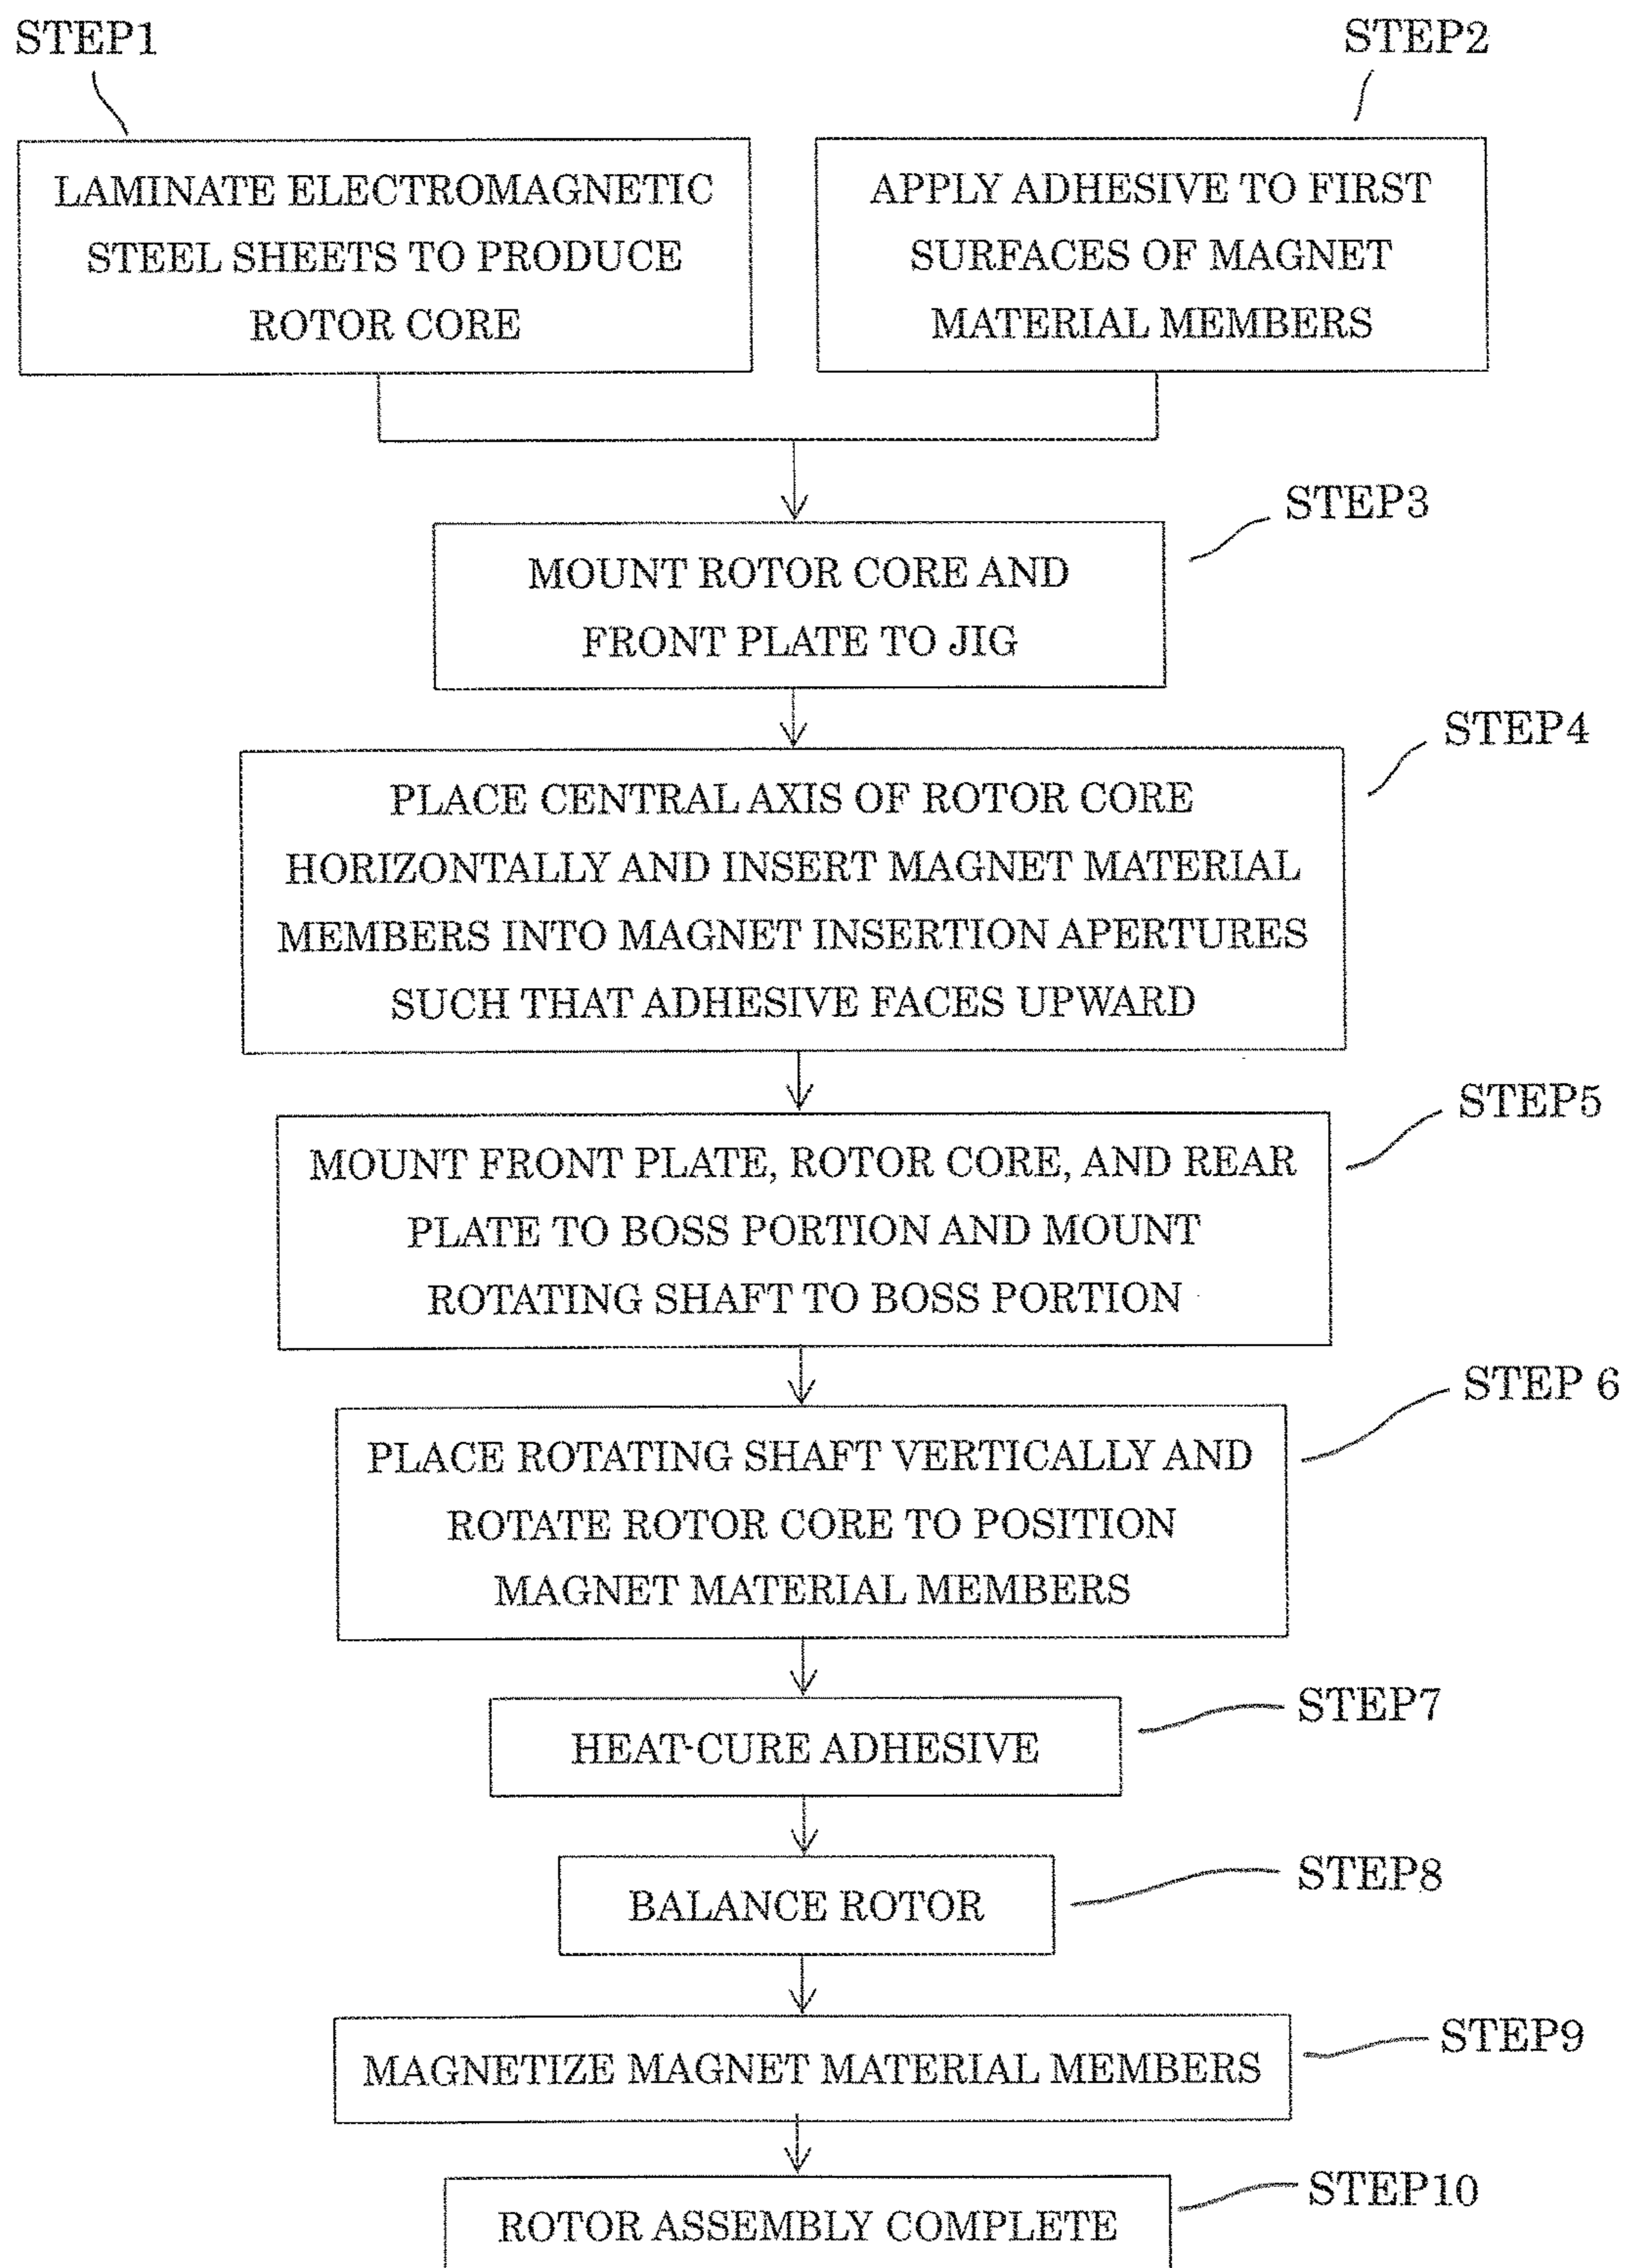 STEP1
STEP2
LAMINATE ELECTROMAGNETIC
STEEL SHEETS TO PRODUCE
ROTOR CORE
APPLY ADHESIVE TO FIRST
SURFACES OF MAGNET
MATERIAL MEMBERS
STEP3
MOUNT ROTOR CORE AND
FRONT PLATE TO JIG
STEP4
PLACE CENTRAL AXIS OF ROTOR CORE
HORIZONTALLY AND INSERT MAGNET MATERIAL
MEMBERS INTO MAGNET INSERTION APERTURES
SUCH THAT ADHESIVE FACES UPWARD
STEP5
MOUNT FRONT PLATE, ROTOR CORE, AND REAR
PLATE TO BOSS PORTION AND MOUNT
ROTATING SHAFT TO BOSS PORTION
STEP 6
PLACE ROTATING SHAFT VERTICALLY AND
ROTATE ROTOR CORE TO POSITION
MAGNET MATERIAL MEMBERS
STEP7
HEAT-CURE ADHESIVE
STEP8
BALANCE ROTOR
STEP9
MAGNETIZE MAGNET MATERIAL MEMBERS
STEP10
ROTOR ASSEMBLY COMPLETE